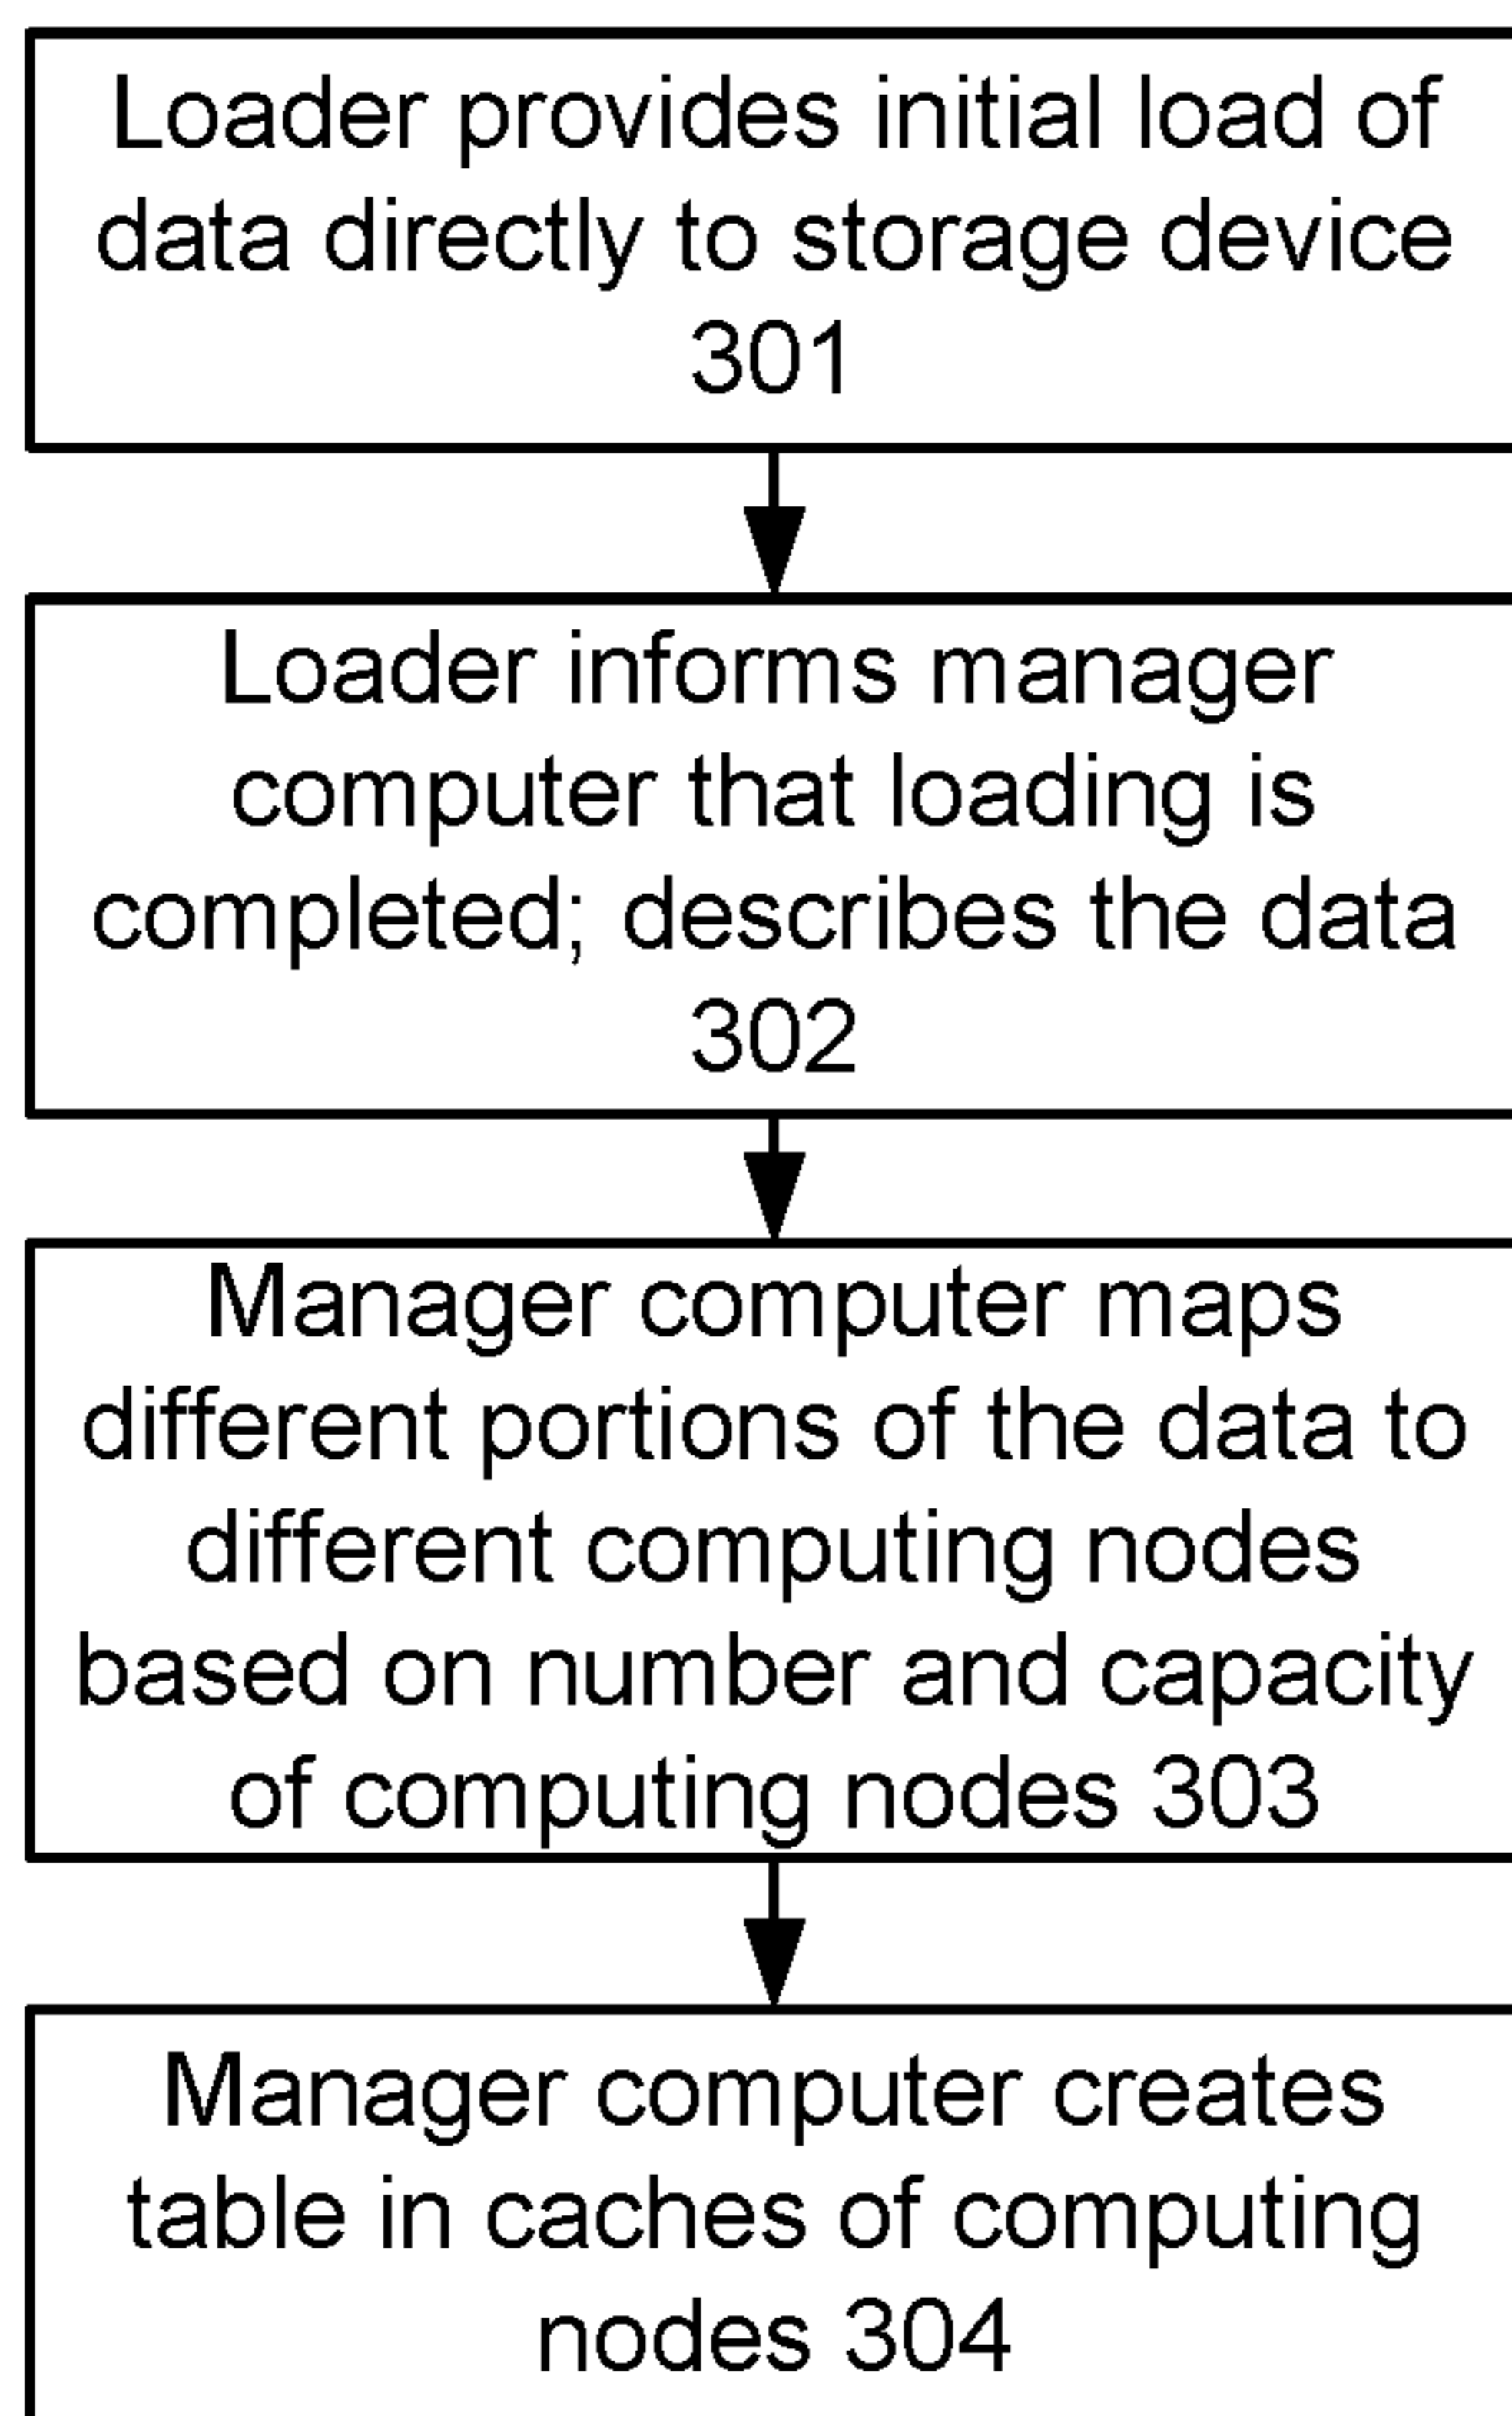 Loader provides initial load of
data directly to storage device
301
Loader informs manager
computer that loading is
completed; describes the data
302
Manager computer maps
different portions of the data to
different computing nodes
based on number and capacity
of computing nodes 303
Manager computer creates
table in caches of computing
nodes 304